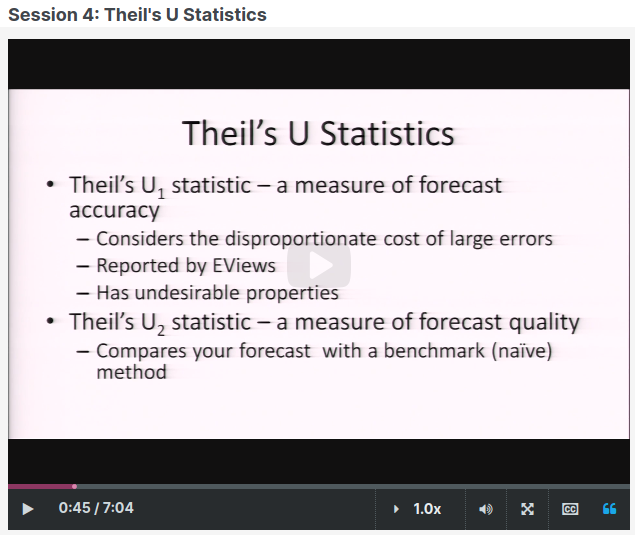 Session 4: Theil's U Statistics
Theil’s U Statistics
• Theil’s U1 statistic – a measure of forecast
accuracy
– Considers the disproportionate cost of large errors
– Reported by EViews
– Has undesirable properties
• Theil’s U2 statistic – a measure of forecast quality
– Compares your forecast with a benchmark (naïve)
method
0:45 / 7:04
1.0x
CC